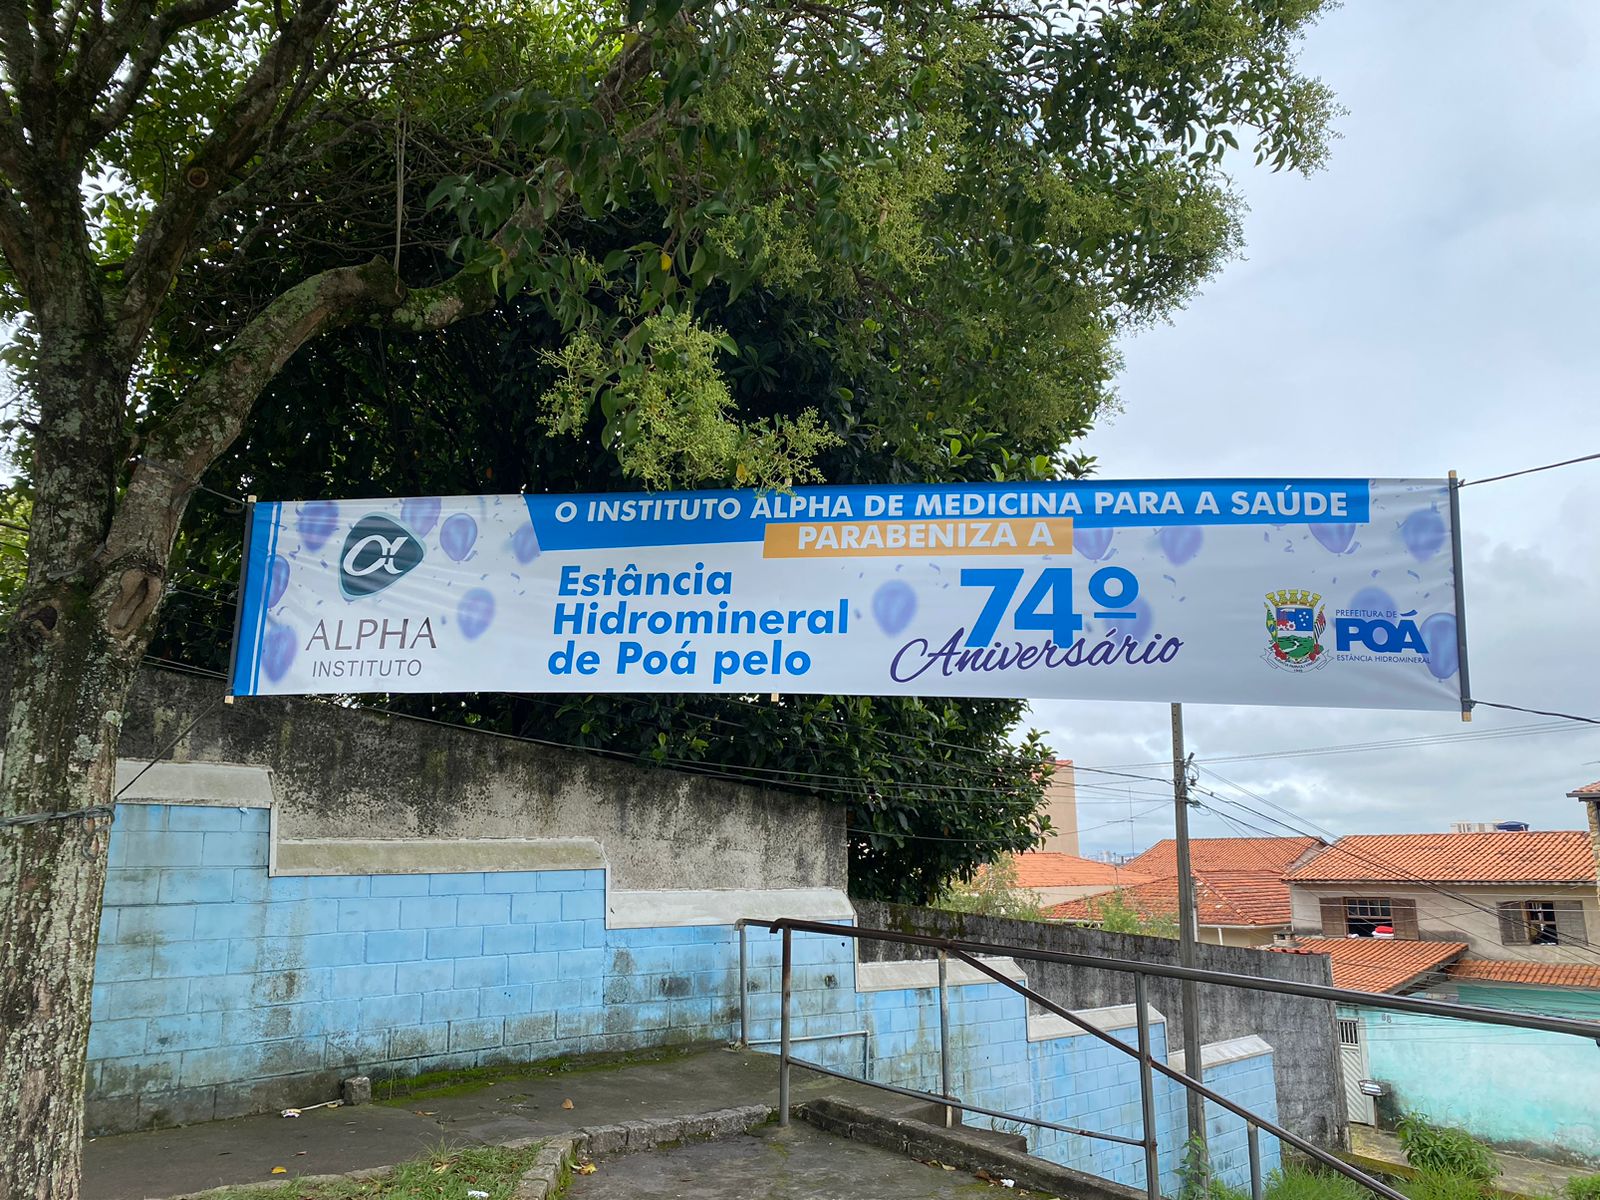 O INSTITUTO ALPHA DE MEDICINA PARA A SAÚDE
PARABENIZA A
ALPHA
INSTITUTO
Estância
Hidromineral
de Poá pelo
74º
Aniversário
PREFEITURA DE
POÁ
ESTÂNCIA HIDROMINERAL